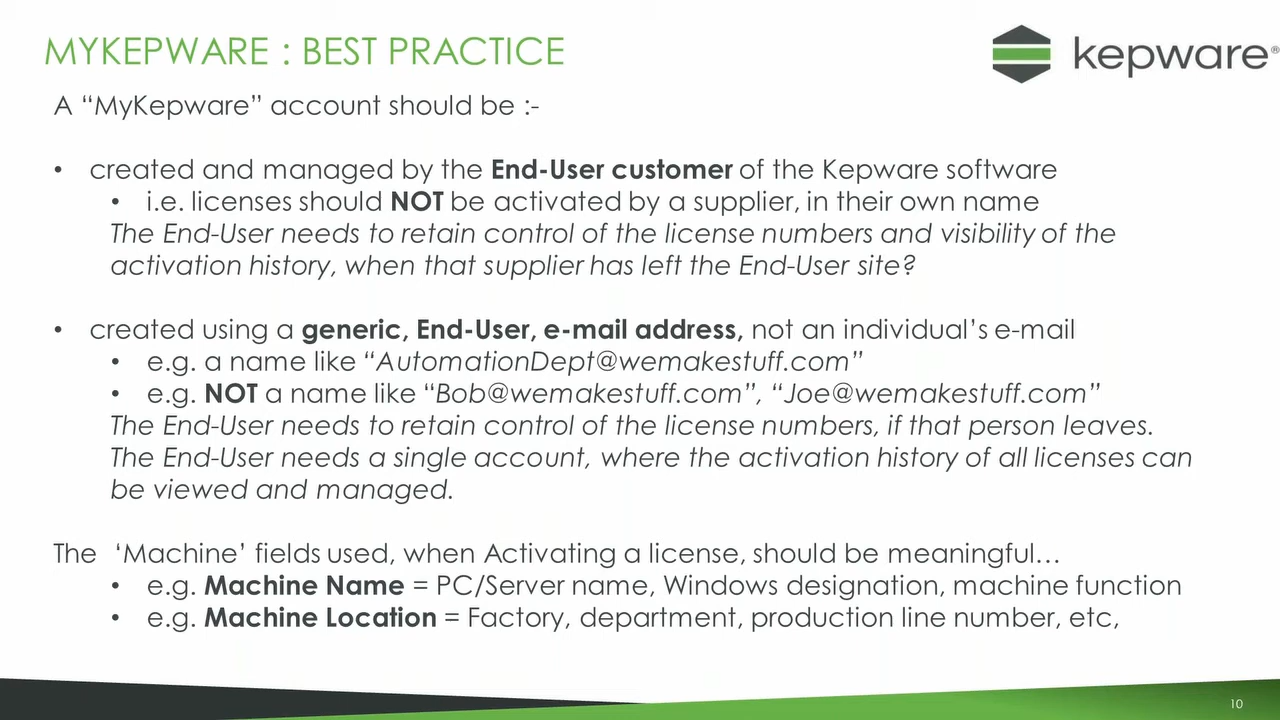 MYKEPWARE : BEST PRACTICE
kepware®
A “MyKepware” account should be :-
• created and managed by the End-User customer of the Kepware software
• i.e. licenses should NOT be activated by a supplier, in their own name
The End-User needs to retain control of the license numbers and visibility of the
activation history, when that supplier has left the End-User site?
• created using a generic, End-User, e-mail address, not an individual’s e-mail
• e.g. a name like “AutomationDept@wemakestuff.com”
• e.g. NOT a name like “Bob@wemakestuff.com”, “Joe@wemakestuff.com”
The End-User needs to retain control of the license numbers, if that person leaves.
The End-User needs a single account, where the activation history of all licenses can
be viewed and managed.
The ‘Machine’ fields used, when Activating a license, should be meaningful…
• e.g. Machine Name = PC/Server name, Windows designation, machine function
• e.g. Machine Location = Factory, department, production line number, etc,
10